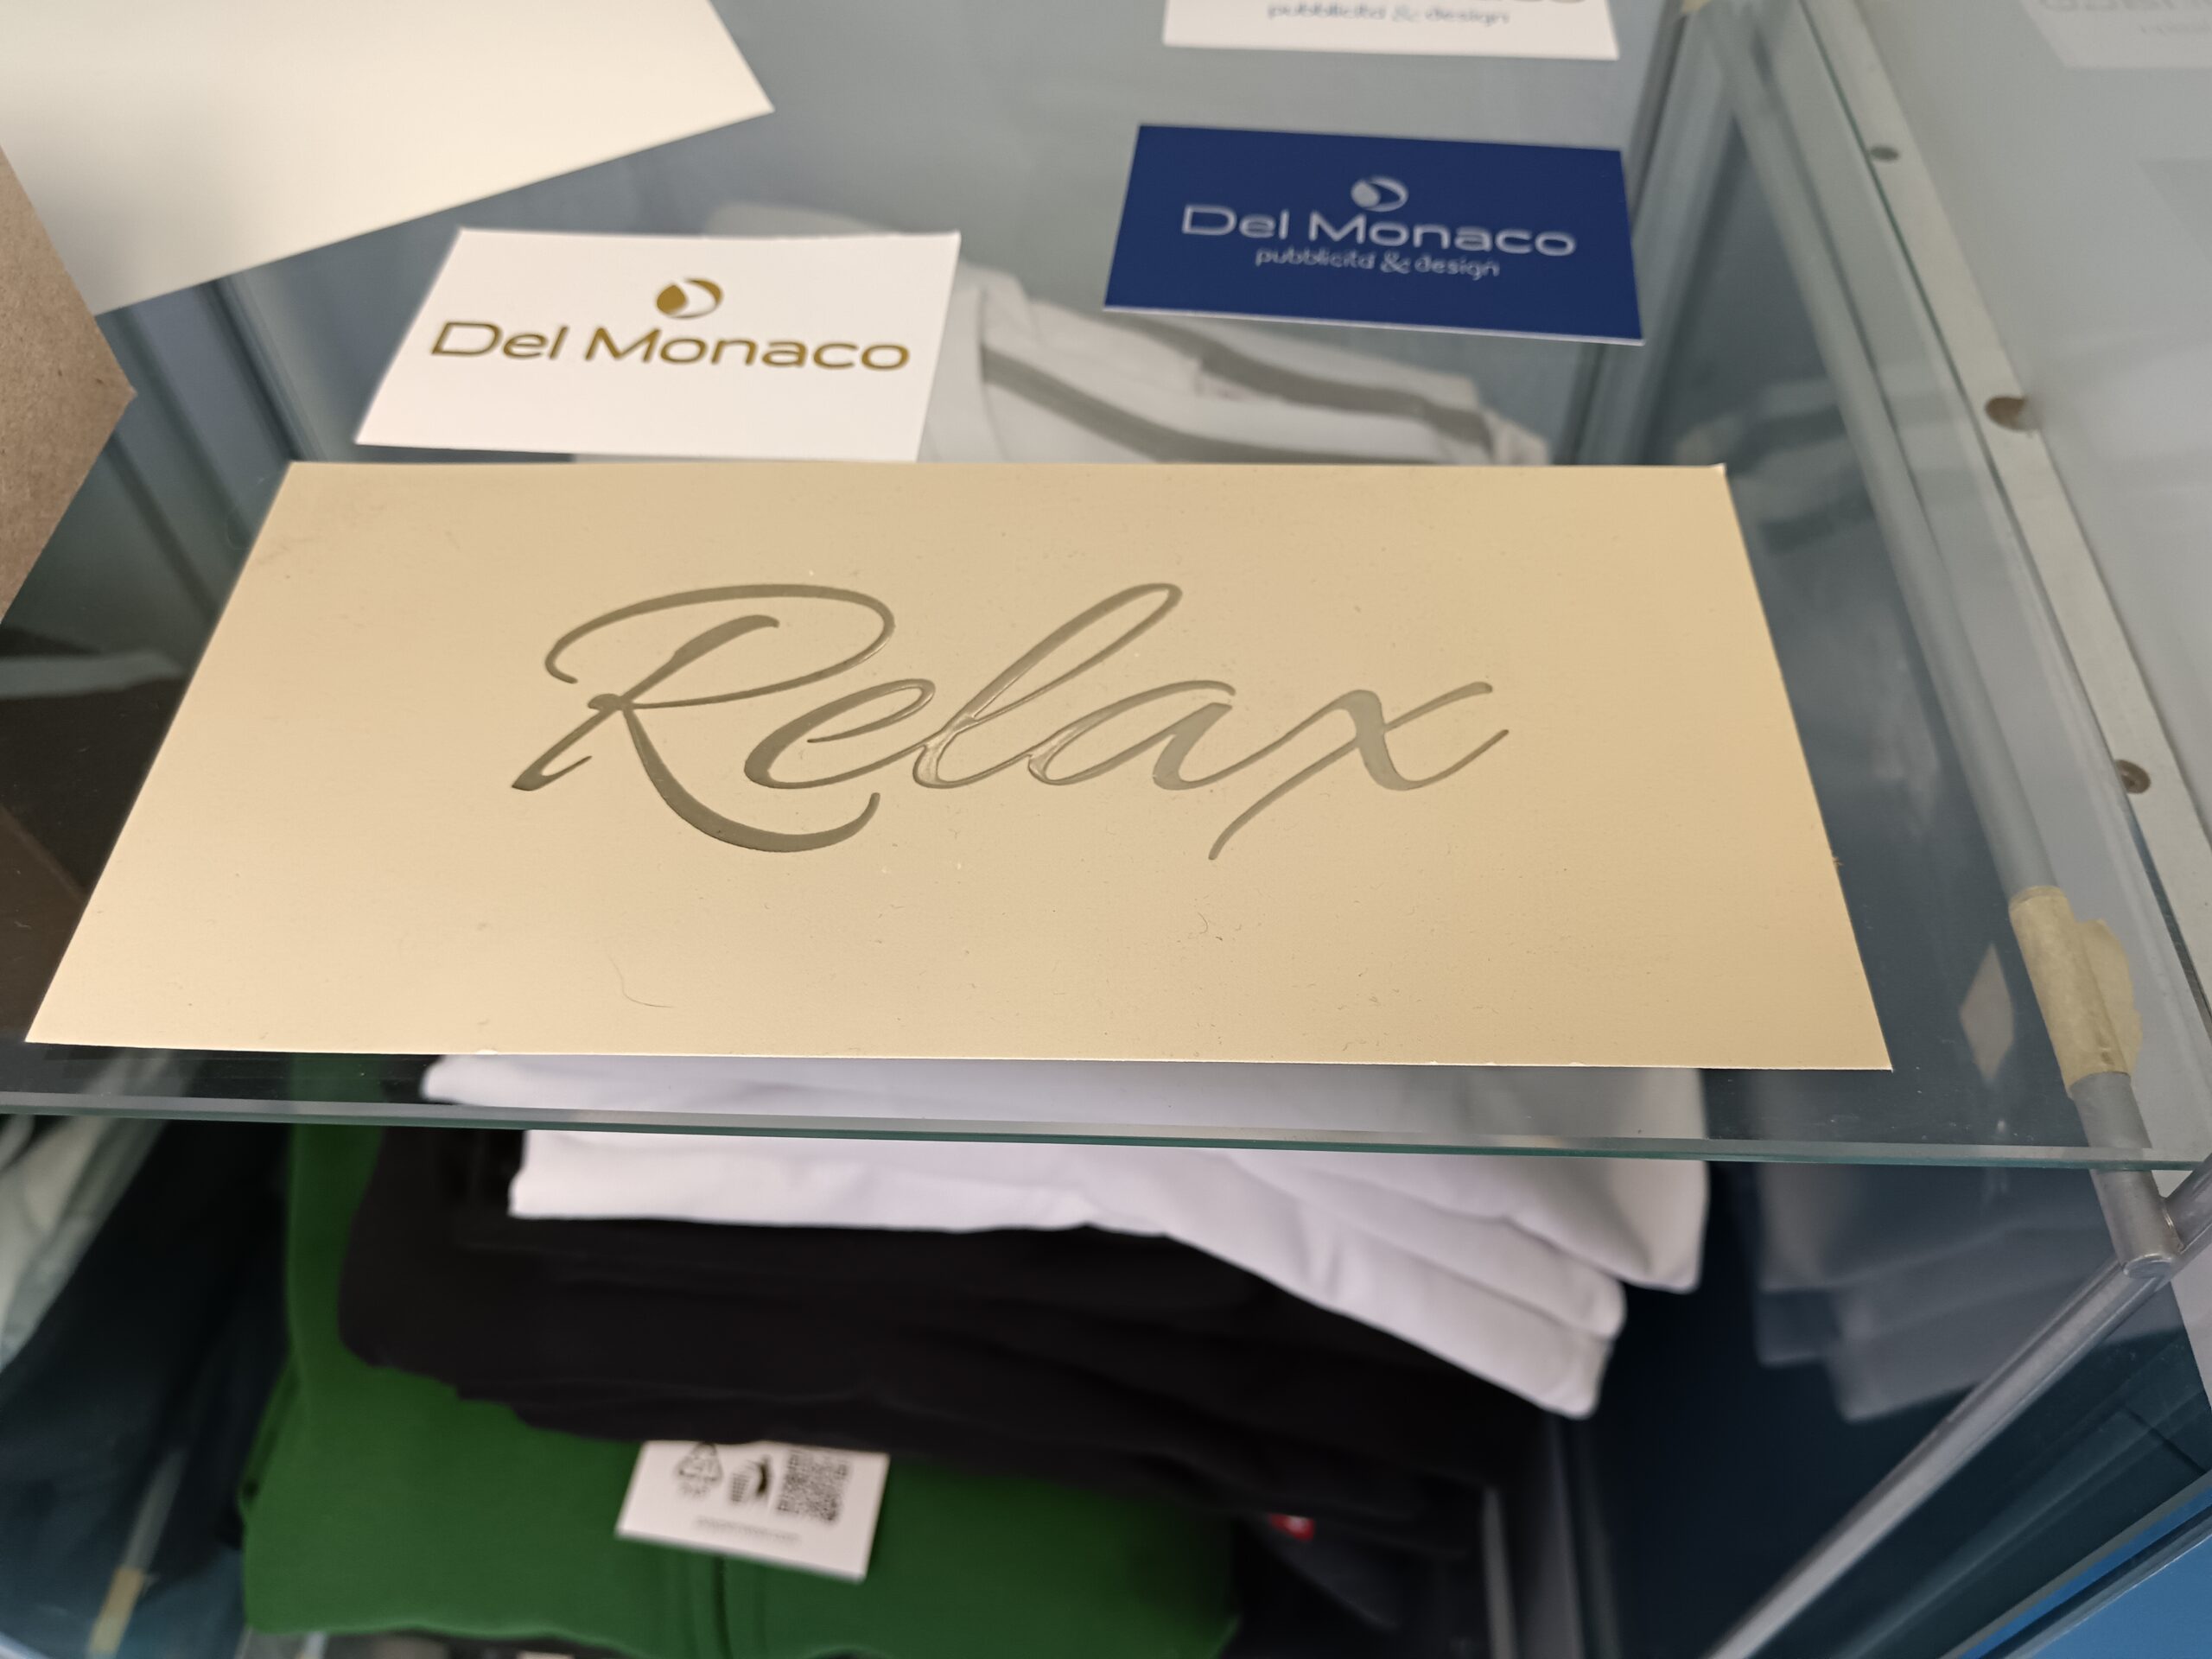 pubblicità & design
Del Monaco
pubblicità & design
Del Monaco
Relax